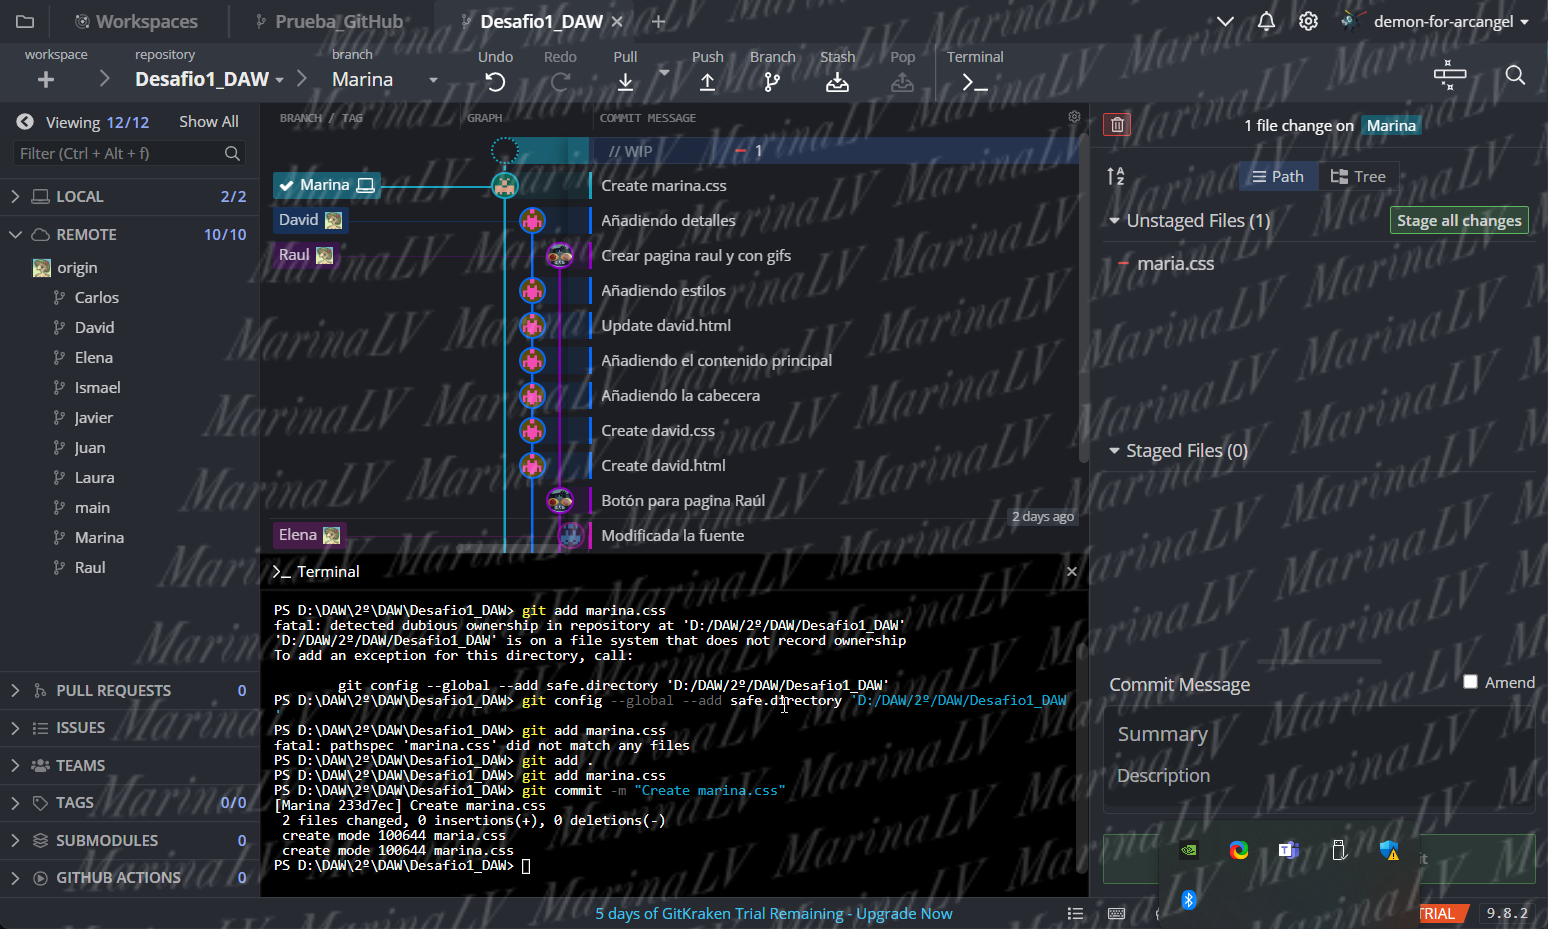 Workspaces
Prueba_GitHub
Desafio1_DAW
demon-for-arcangel
workspace
repository
Desafio1_DAW
branch
Marina
Undo
Redo
Pull
Push
Branch
Stash
Pop
Terminal
Viewing 12/12
Show All
Filter (Ctrl + Alt + f)
LOCAL 2/2
REMOTE 10/10
origin
Carlos
David
Elena
Ismael
Javier
Juan
Laura
main
Marina
Raul
PULL REQUESTS 0
ISSUES
TEAMS
TAGS 0/0
SUBMODULES 0
GITHUB ACTIONS 0
BRANCH / TAG
GRAPH
COMMIT MESSAGE
// WIP
1
Marina
Create marina.css
David
Añadiendo detalles
Raul
Crear pagina raul y con gifs
Añadiendo estilos
Update david.html
Añadiendo el contenido principal
Añadiendo la cabecera
Create david.css
Create david.html
Botón para pagina Raúl
2 days ago
Elena
Modificada la fuente
Terminal
PS D:\DAW\2º\DAW\Desafio1_DAW> git add marina.css
fatal: detected dubious ownership in repository at 'D:/DAW/2º/DAW/Desafio1_DAW'
'D:/DAW/2º/DAW/Desafio1_DAW' is on a file system that does not record ownership
To add an exception for this directory, call:
git config --global --add safe.directory 'D:/DAW/2º/DAW/Desafio1_DAW'
PS D:\DAW\2º\DAW\Desafio1_DAW> git config --global --add safe.directory 'D:/DAW/2º/DAW/Desafio1_DAW
'
PS D:\DAW\2º\DAW\Desafio1_DAW> git add marina.css
fatal: pathspec 'marina.css' did not match any files
PS D:\DAW\2º\DAW\Desafio1_DAW> git add .
PS D:\DAW\2º\DAW\Desafio1_DAW> git add marina.css
PS D:\DAW\2º\DAW\Desafio1_DAW> git commit -m "Create marina.css"
[Marina 233d7ec] Create marina.css
2 files changed, 0 insertions(+), 0 deletions(-)
create mode 100644 maria.css
create mode 100644 marina.css
PS D:\DAW\2º\DAW\Desafio1_DAW>
1 file change on Marina
Path
Tree
Unstaged Files (1)
Stage all changes
maria.css
Staged Files (0)
Commit Message
Amend
Summary
Description
5 days of GitKraken Trial Remaining - Upgrade Now
TRIAL
9.8.2
MarinaLV